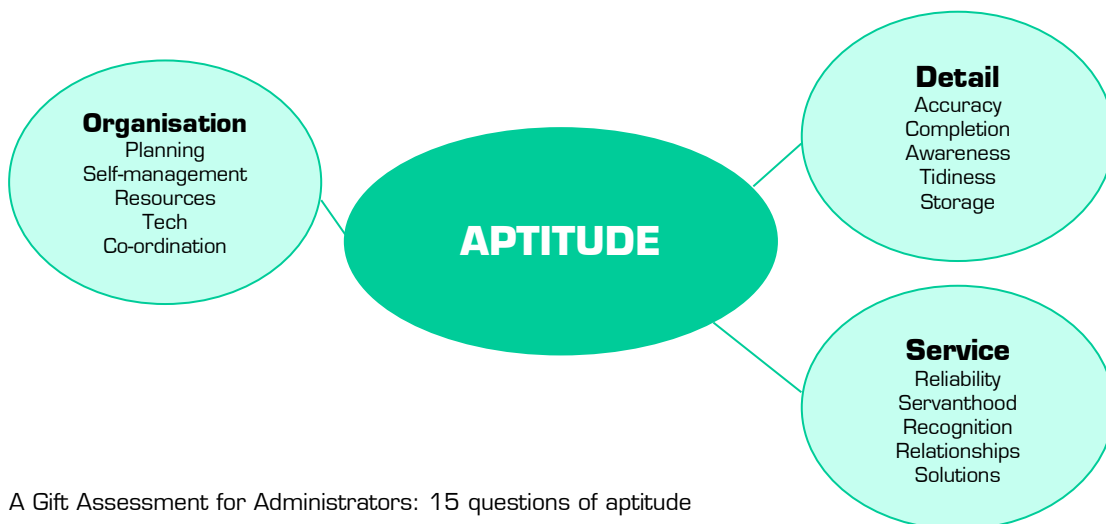 Organisation
Planning
Self-management
Resources
Tech
Co-ordination
APTITUDE
Detail
Accuracy
Completion
Awareness
Tidiness
Storage
Service
Reliability
Servanthood
Recognition
Relationships
Solutions
A Gift Assessment for Administrators: 15 questions of aptitude